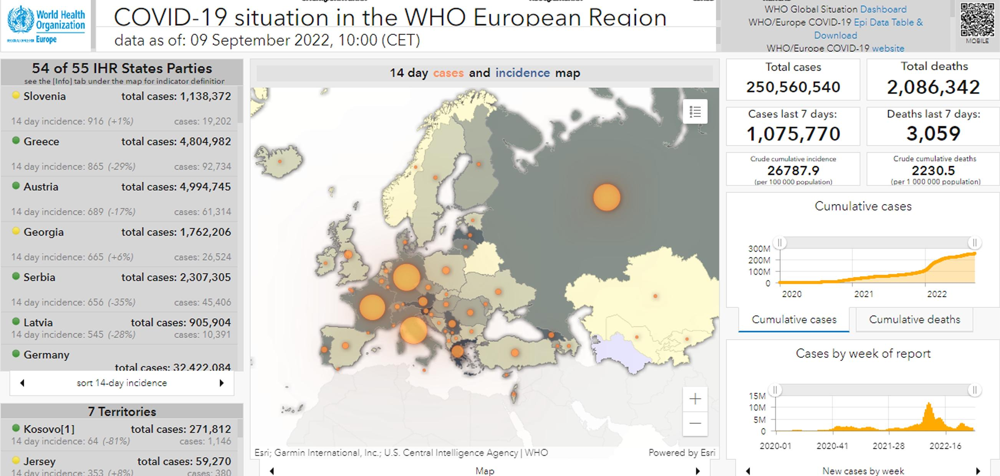 World Health
Organization
REGIONAL OFFICE FOR Europe
COVID-19 situation in the WHO European Region
data as of: 09 September 2022, 10:00 (CET)
WHO Global Situation Dashboard
WHO/Europe COVID-19 Epi Data Table &
Download
WHO/Europe COVID-19 website
MOBILE
54 of 55 IHR States Parties
see the [Info] tab under the map for indicator definition
Slovenia total cases: 1,138,372
14 day incidence: 916 (+1%) cases: 19,202
Greece total cases: 4,804,982
14 day incidence: 865 (-29%) cases: 92,734
Austria total cases: 4,994,745
14 day incidence: 689 (-17%) cases: 61,314
Georgia total cases: 1,762,206
14 day incidence: 665 (+6%) cases: 26,524
Serbia total cases: 2,307,305
14 day incidence: 656 (-35%) cases: 45,406
Latvia total cases: 905,904
14 day incidence: 545 (-28%) cases: 10,391
Germany
total cases: 32,422,084
sort 14-day incidence
7 Territories
Kosovo[1] total cases: 271,812
14 day incidence: 64 (-81%) cases: 1,146
Jersey total cases: 59,270
14 day incidence: 353 (+8%) cases: 380
14 day cases and incidence map
Esri; Garmin International, Inc.; U.S. Central Intelligence Agency | WHO
Powered by Esri
Map
Total cases
250,560,540
Total deaths
2,086,342
Cases last 7 days:
1,075,770
Deaths last 7 days:
3,059
Crude cumulative incidence
26787.9
(per 100 000 population)
Crude cumulative deaths
2230.5
(per 1 000 000 population)
Cumulative cases
300M
200M
100M
0
2020 2021 2022
Cumulative cases
Cumulative deaths
Cases by week of report
15M
10M
5M
0
2020-01 2020-41 2021-28 2022-16
New cases by week